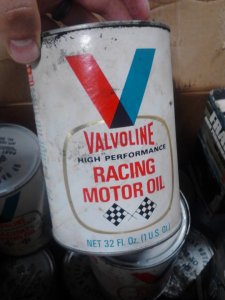 VALVOLINE
HIGH PERFORMANCE
RACING
MOTOR OIL
NET 32 FL. OZ. (1 U.S. QT.)